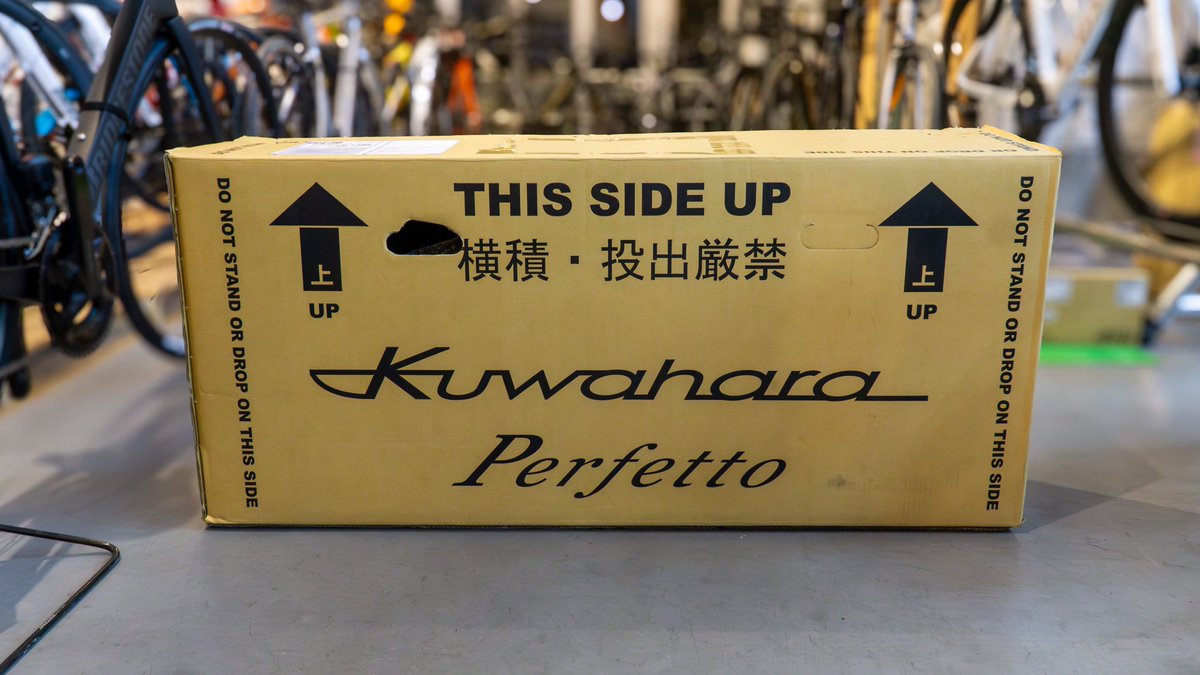 THIS SIDE UP
横積・投出厳禁
上
UP
上
UP
DO NOT STAND OR DROP ON THIS SIDE
DO NOT STAND OR DROP ON THIS SIDE
Kuwahara
Perfetto